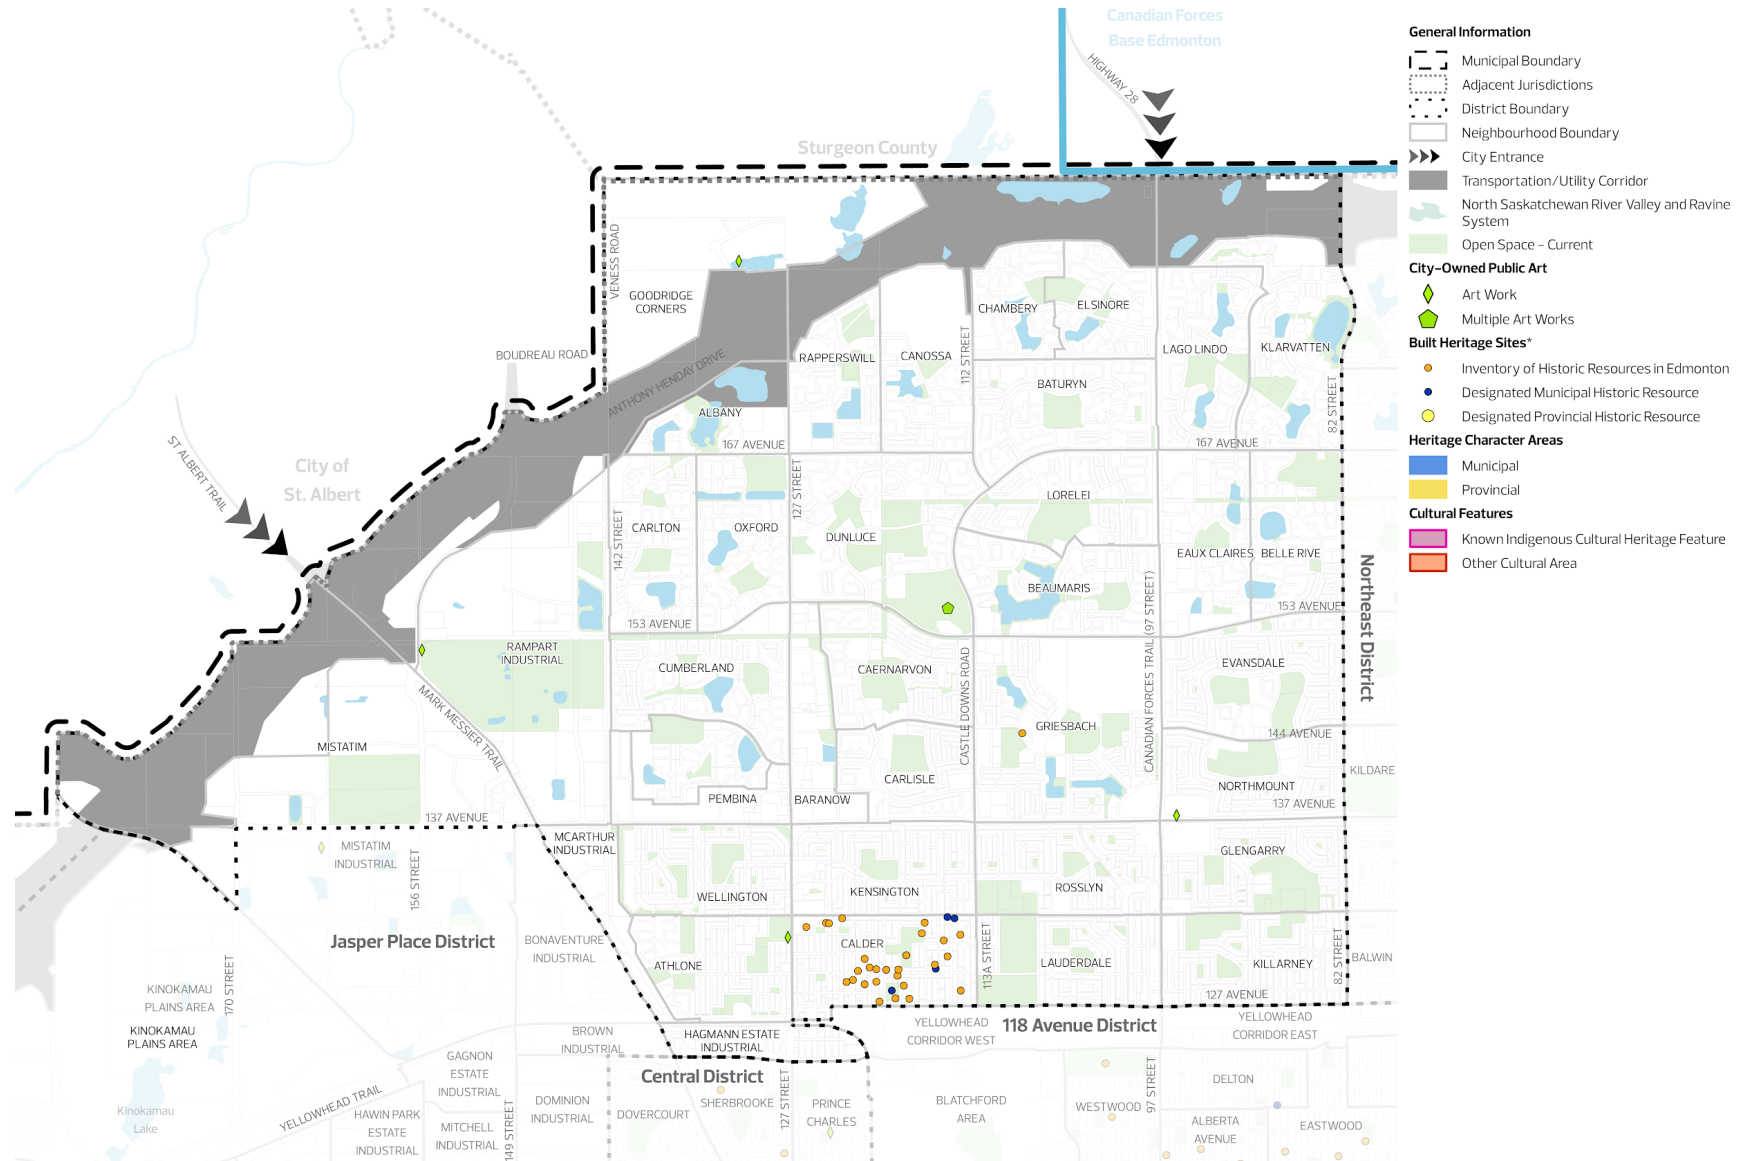 Canadian Forces
Base Edmonton
HIGHWAY 28
Sturgeon County
VENESS ROAD
GOODRIDGE
CORNERS
CHAMBERY
ELSINORE
BOUDREAU ROAD
ANTHONY HENDAY DRIVE
RAPPERSWILL
CANOSSA
112 STREET
LAGO LINDO
KLARVATTEN
BATURYN
82 STREET
ALBANY
167 AVENUE
167 AVENUE
ST ALBERT TRAIL
City of
St. Albert
127 STREET
LORELEI
142 STREET
CARLTON
OXFORD
DUNLUCE
EAUX CLAIRES
BELLE RIVE
BEAUMARIS
Northeast District
153 AVENUE
153 AVENUE
CANADIAN FORCES TRAIL (97 STREET)
RAMPART
INDUSTRIAL
CUMBERLAND
CAERNARVON
CASTLE DOWNS ROAD
EVANSDALE
MARK MESSIER TRAIL
GRIESBACH
144 AVENUE
MISTATIM
CARLISLE
KILDARE
PEMBINA
BARANOW
NORTHMOUNT
137 AVENUE
137 AVENUE
MCARTHUR
INDUSTRIAL
MISTATIM
INDUSTRIAL
156 STREET
GLENGARRY
WELLINGTON
KENSINGTON
ROSSLYN
Jasper Place District
BONAVENTURE
INDUSTRIAL
CALDER
ATHLONE
113A STREET
LAUDERDALE
KILLARNEY
82 STREET
BALWIN
170 STREET
KINOKAMAU
PLAINS AREA
127 AVENUE
KINOKAMAU
PLAINS AREA
BROWN
INDUSTRIAL
HAGMANN ESTATE
INDUSTRIAL
YELLOWHEAD
CORRIDOR WEST
118 Avenue District
YELLOWHEAD
CORRIDOR EAST
GAGNON
ESTATE
INDUSTRIAL
Central District
127 STREET
97 STREET
DELTON
YELLOWHEAD TRAIL
Kinokamau
Lake
HAWIN PARK
ESTATE
INDUSTRIAL
MITCHELL
INDUSTRIAL
149 STREET
DOMINION
INDUSTRIAL
DOVERCOURT
SHERBROOKE
PRINCE
CHARLES
BLATCHFORD
AREA
WESTWOOD
ALBERTA
AVENUE
EASTWOOD
General Information
Municipal Boundary
Adjacent Jurisdictions
District Boundary
Neighbourhood Boundary
City Entrance
Transportation/Utility Corridor
North Saskatchewan River Valley and Ravine
System
Open Space - Current
City-Owned Public Art
Art Work
Multiple Art Works
Built Heritage Sites*
Inventory of Historic Resources in Edmonton
Designated Municipal Historic Resource
Designated Provincial Historic Resource
Heritage Character Areas
Municipal
Provincial
Cultural Features
Known Indigenous Cultural Heritage Feature
Other Cultural Area